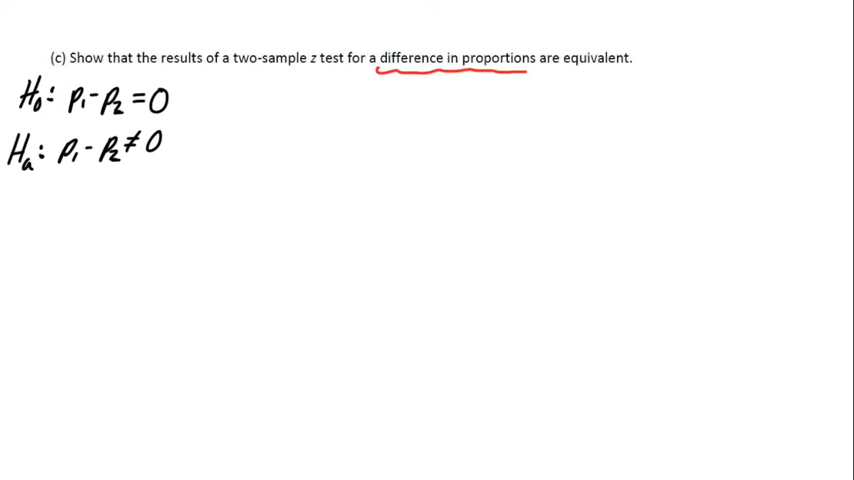 (c) Show that the results of a two-sample z test for a difference in proportions are equivalent.
H₀: p₁-p₂=0
Hₐ: p₁-p₂≠0